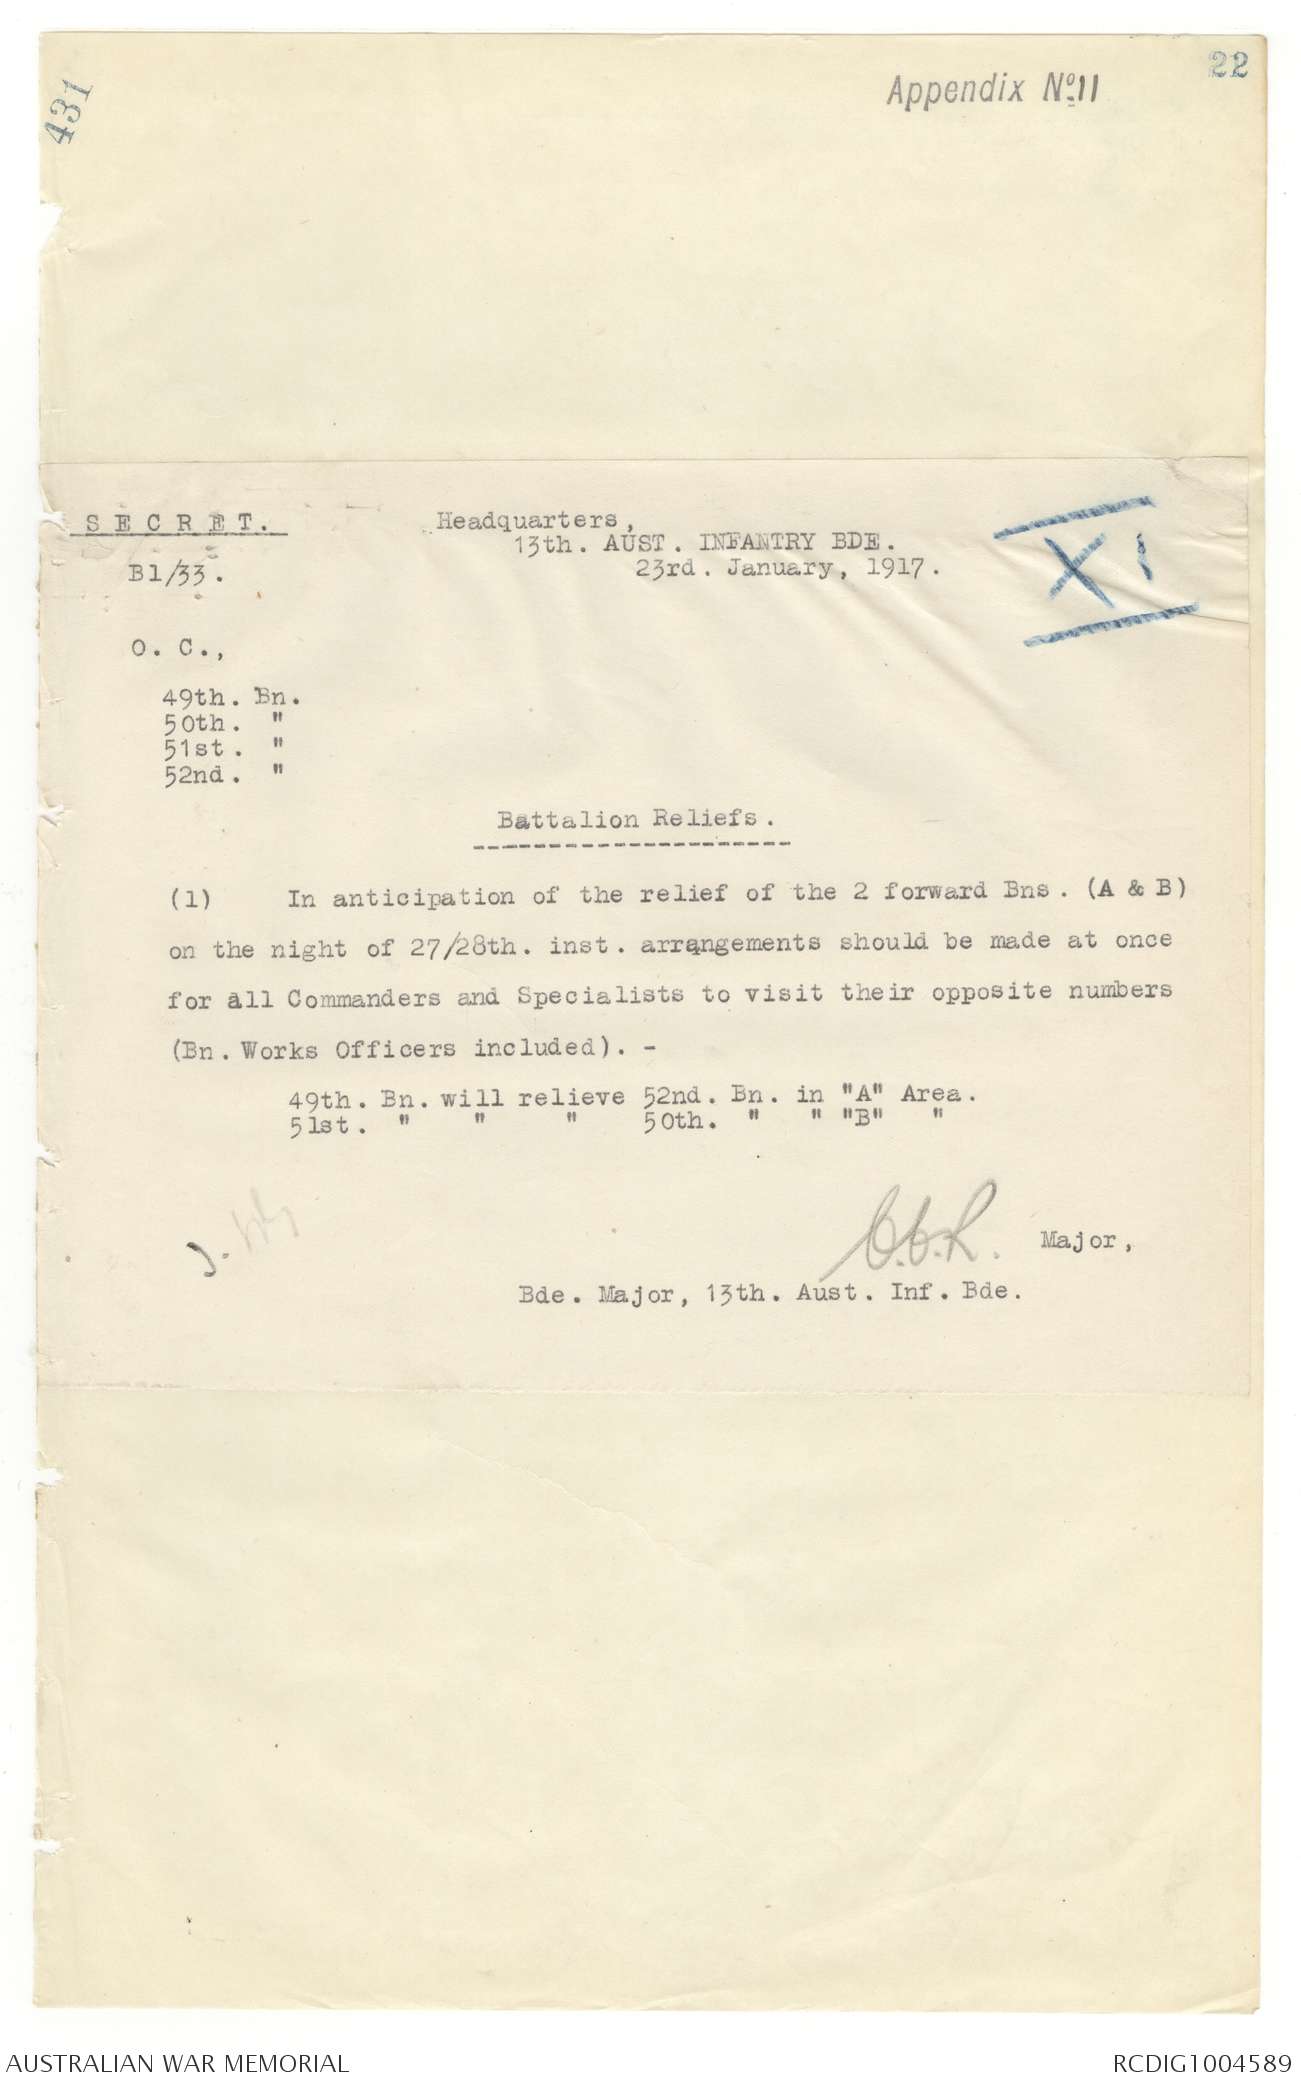 431
22
Appendix No. 11
S E C R E T.
Headquarters,
13th. AUST. INFANTRY BDE.
23rd. January, 1917.
XI
B1/33.
O. C.,
49th. Bn.
50th. "
51st. "
52nd. "
Battalion Reliefs.
(1) In anticipation of the relief of the 2 forward Bns. (A & B)
on the night of 27/28th. inst. arrangements should be made at once
for all Commanders and Specialists to visit their opposite numbers
(Bn. Works Officers included). -
49th. Bn. will relieve 52nd. Bn. in "A" Area.
51st. " " " 50th. " " "B" "
Major,
Bde. Major, 13th. Aust. Inf. Bde.
AUSTRALIAN WAR MEMORIAL
RCDIG1004589